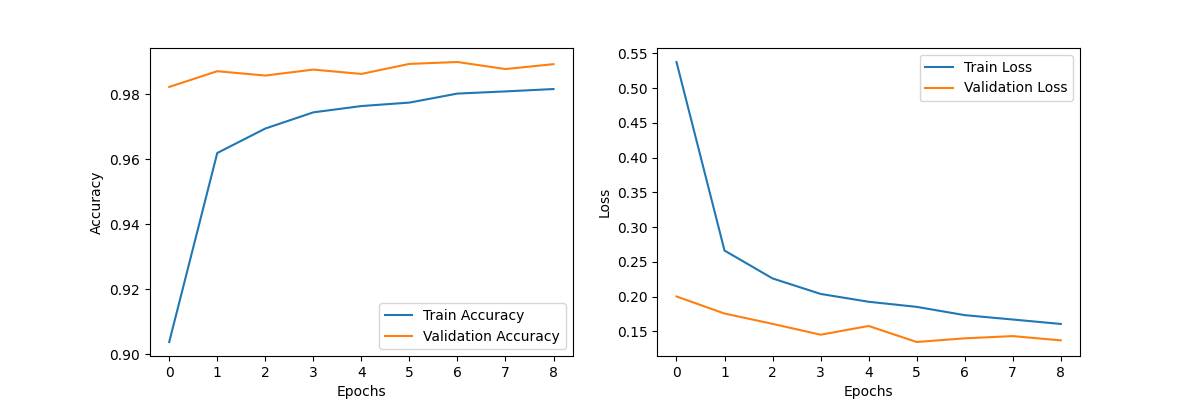 0.98
0.96
0.94
0.92
0.90
Accuracy
0 1 2 3 4 5 6 7 8
Epochs
Train Accuracy
Validation Accuracy
0.55
0.50
0.45
0.40
0.35
0.30
0.25
0.20
0.15
Loss
0 1 2 3 4 5 6 7 8
Epochs
Train Loss
Validation Loss